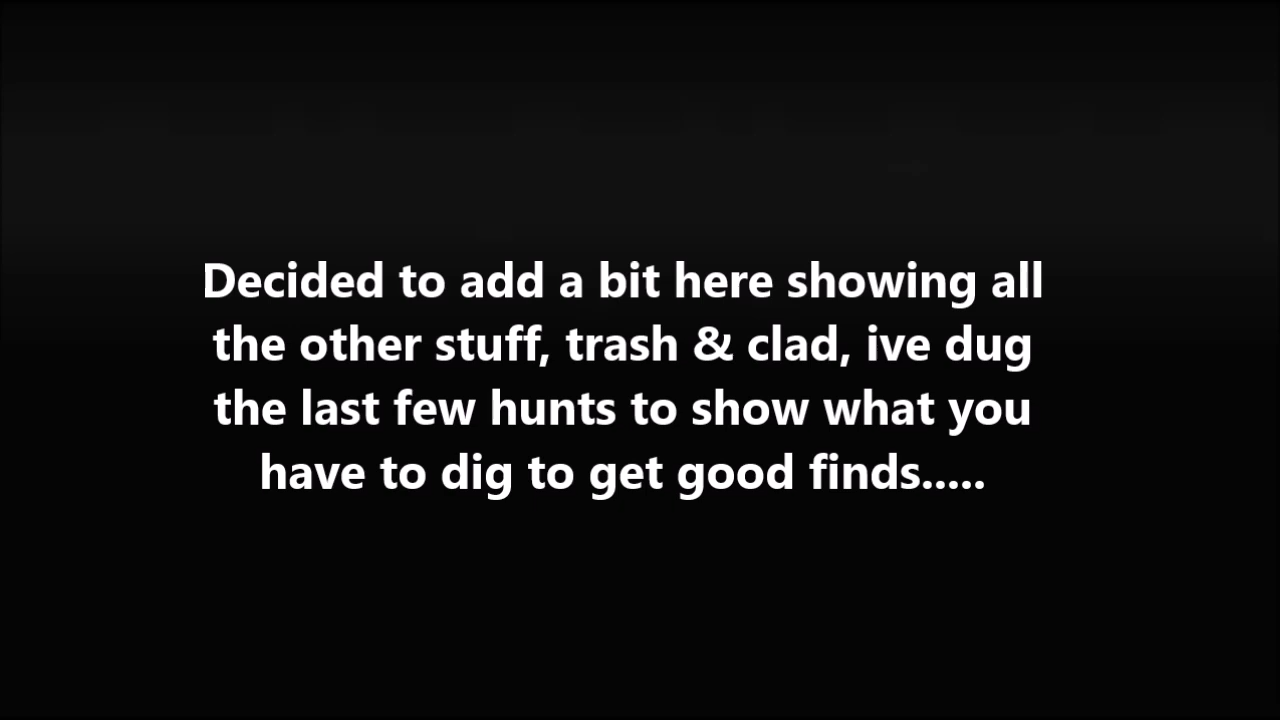 Decided to add a bit here showing all
the other stuff, trash & clad, ive dug
the last few hunts to show what you
have to dig to get good finds.....